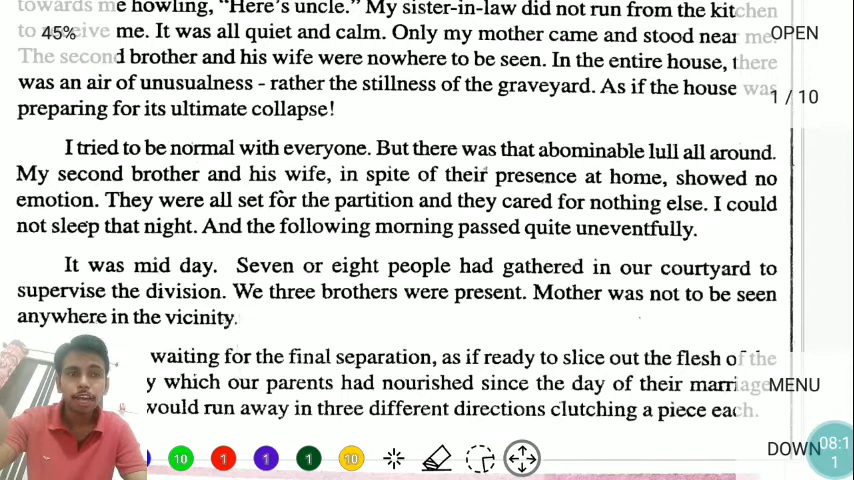 towards me howling, "Here's uncle." My sister-in-law did not run from the kitchen
to receive me. It was all quiet and calm. Only my mother came and stood near me.
The second brother and his wife were nowhere to be seen. In the entire house, there
was an air of unusualness - rather the stillness of the graveyard. As if the house was
preparing for its ultimate collapse!
I tried to be normal with everyone. But there was that abominable lull all around.
My second brother and his wife, in spite of their presence at home, showed no
emotion. They were all set for the partition and they cared for nothing else. I could
not sleep that night. And the following morning passed quite uneventfully.
It was mid day. Seven or eight people had gathered in our courtyard to
supervise the division. We three brothers were present. Mother was not to be seen
anywhere in the vicinity.
waiting for the final separation, as if ready to slice out the flesh of the
y which our parents had nourished since the day of their marriage
would run away in three different directions clutching a piece each.
45%
OPEN
1 / 10
MENU
DOWN
08:1
1
10
1
1
1
10